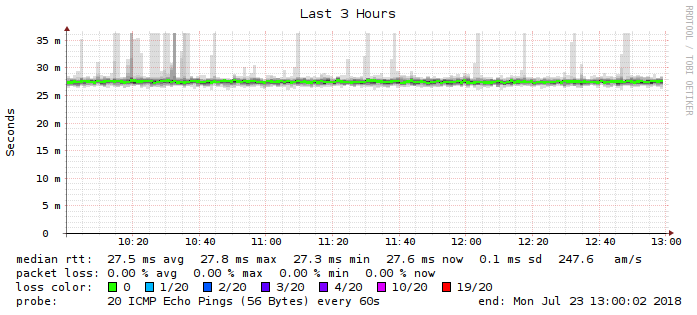 Last 3 Hours
RRDTOOL / TOBI OETIKER
Seconds
35 m
30 m
25 m
20 m
15 m
10 m
5 m
0
10:20 10:40 11:00 11:20 11:40 12:00 12:20 12:40 13:00
median rtt: 27.5 ms avg 27.8 ms max 27.3 ms min 27.6 ms now 0.1 ms sd 247.6 am/s
packet loss: 0.00 % avg 0.00 % max 0.00 % min 0.00 % now
loss color: 0 1/20 2/20 3/20 4/20 10/20 19/20
probe: 20 ICMP Echo Pings (56 Bytes) every 60s end: Mon Jul 23 13:00:02 2018